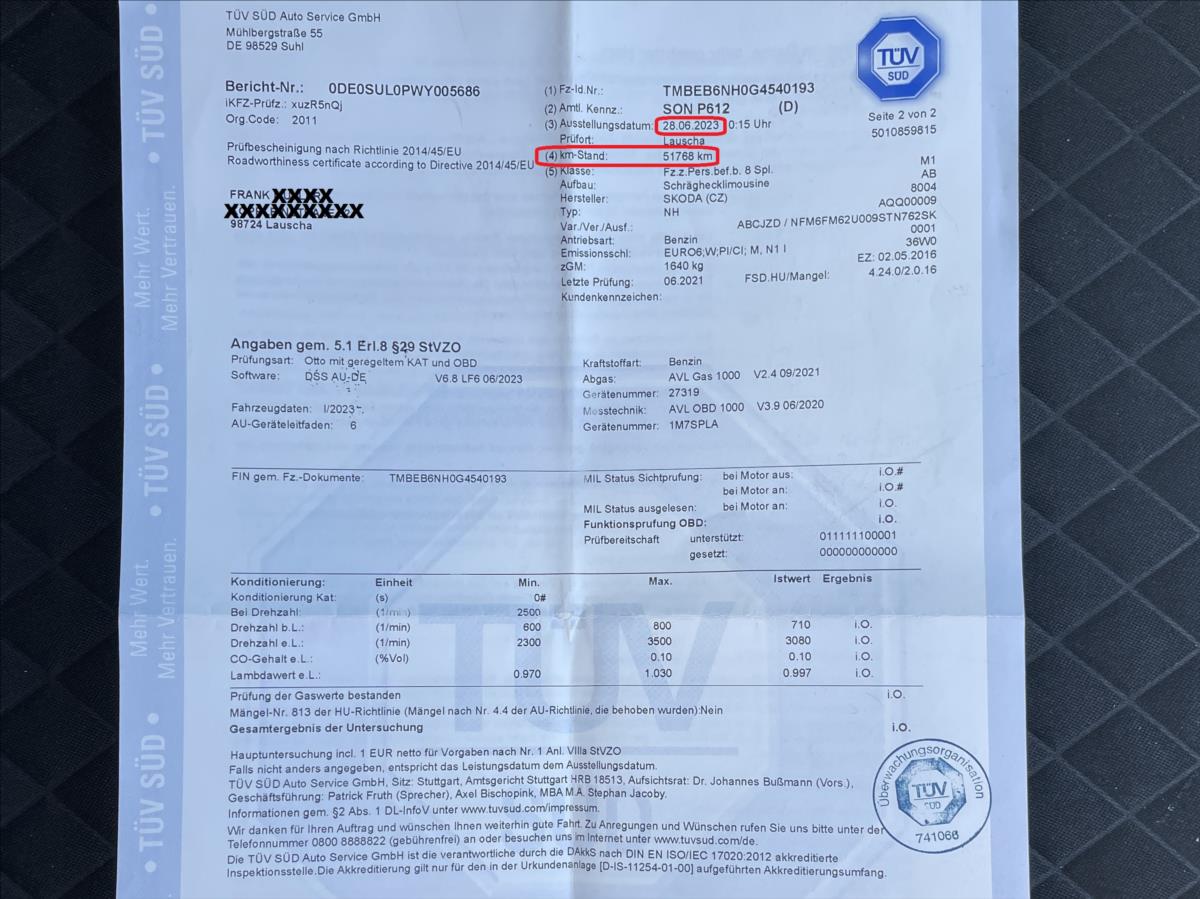 TÜV SÜD Auto Service GmbH
Mühlbergstraße 55
DE 98529 Suhl
Bericht-Nr.: 0DE0SUL0PWY005686
iKFZ-Prüfz.: xuzR5nQj
Org.Code: 2011
Prüfbescheinigung nach Richtlinie 2014/45/EU
Roadworthiness certificate according to Directive 2014/45/EU
FRANK XXXX
XXXXXXXXX
98724 Lauscha
TÜV SÜD
Seite 2 von 2
5010859815
(1) Fz-Id.Nr.: TMBEB6NH0G4540193
(2) Amtl. Kennz.: SON P612 (D)
(3) Ausstellungsdatum: 28.06.2023 0:15 Uhr
Prüfort: Lauscha
(4) km-Stand: 51768 km
(5) Klasse: Fz.z.Pers.bef.b. 8 Spl. M1
Aufbau: Schräghecklimousine AB
Hersteller: SKODA (CZ) 8004
Typ: NH AQQ00009
Var./Ver./Ausf.: ABCJZD / NFM6FM62U009STN762SK
0001
Antriebsart: Benzin 36W0
Emissionsschl: EURO6;W;PI/CI; M, N1 I EZ: 02.05.2016
zGM: 1640 kg
Letzte Prüfung: 06.2021 FSD.HU/Mangel: 4.24.0/2.0.16
Kundenkennzeichen:
Angaben gem. 5.1 Erl.8 §29 StVZO
Prüfungsart: Otto mit geregeltem KAT und OBD
Software: DSS AU-DE V6.8 LF6 06/2023
Fahrzeugdaten: I/2023
AU-Geräteleitfaden: 6
Kraftstoffart: Benzin
Abgas: AVL Gas 1000 V2.4 09/2021
Gerätenummer: 27319
Messtechnik: AVL OBD 1000 V3.9 06/2020
Gerätenummer: 1M7SPLA
FIN gem. Fz.-Dokumente: TMBEB6NH0G4540193
MIL Status Sichtprufung: bei Motor aus: i.O.#
bei Motor an: i.O.#
MIL Status ausgelesen: bei Motor an: i.O.
Funktionsprufung OBD: i.O.
Prüfbereitschaft unterstützt: 011111100001
gesetzt: 000000000000
Konditionierung: Einheit Min. Max. Istwert Ergebnis
Konditionierung Kat: (s) 0#
Bei Drehzahl: (1/min) 2500
Drehzahl b.L.: (1/min) 600 800 710 i.O.
Drehzahl e.L.: (1/min) 2300 3500 3080 i.O.
CO-Gehalt e.L.: (%Vol) 0.10 0.10 i.O.
Lambdawert e.L.: 0.970 1.030 0.997 i.O.
Prüfung der Gaswerte bestanden i.O.
Mängel-Nr. 813 der HU-Richtlinie (Mängel nach Nr. 4.4 der AU-Richtlinie, die behoben wurden):Nein
Gesamtergebnis der Untersuchung i.O.
Hauptuntersuchung incl. 1 EUR netto für Vorgaben nach Nr. 1 Anl. VIIIa StVZO
Falls nicht anders angegeben, entspricht das Leistungsdatum dem Ausstellungsdatum.
TÜV SÜD Auto Service GmbH, Sitz: Stuttgart, Amtsgericht Stuttgart HRB 18513, Aufsichtsrat: Dr. Johannes Bußmann (Vors.),
Geschäftsführung: Patrick Fruth (Sprecher), Axel Bischopink, MBA M.A. Stephan Jacoby.
Informationen gem. §2 Abs. 1 DL-InfoV unter www.tuvsud.com/impressum.
Wir danken für Ihren Auftrag und wünschen Ihnen weiterhin gute Fahrt. Zu Anregungen und Wünschen rufen Sie uns bitte unter der
Telefonnummer 0800 8888822 (gebührenfrei) an oder besuchen uns im Internet unter www.tuvsud.com/de.
Die TÜV SÜD Auto Service GmbH ist die verantwortliche durch die DAkkS nach DIN EN ISO/IEC 17020:2012 akkreditierte
Inspektionsstelle.Die Akkreditierung gilt nur für den in der Urkundenanlage [D-IS-11254-01-00] aufgeführten Akkreditierungsumfang.
Überwachungsorganisation
TÜV
SÜD
741066
TÜV
Mehr Wert.
Mehr Vertrauen.
• TÜV SÜD •
Mehr Wert.
Mehr Vertrauen.
• TÜV SÜD •
• TÜV SÜD •